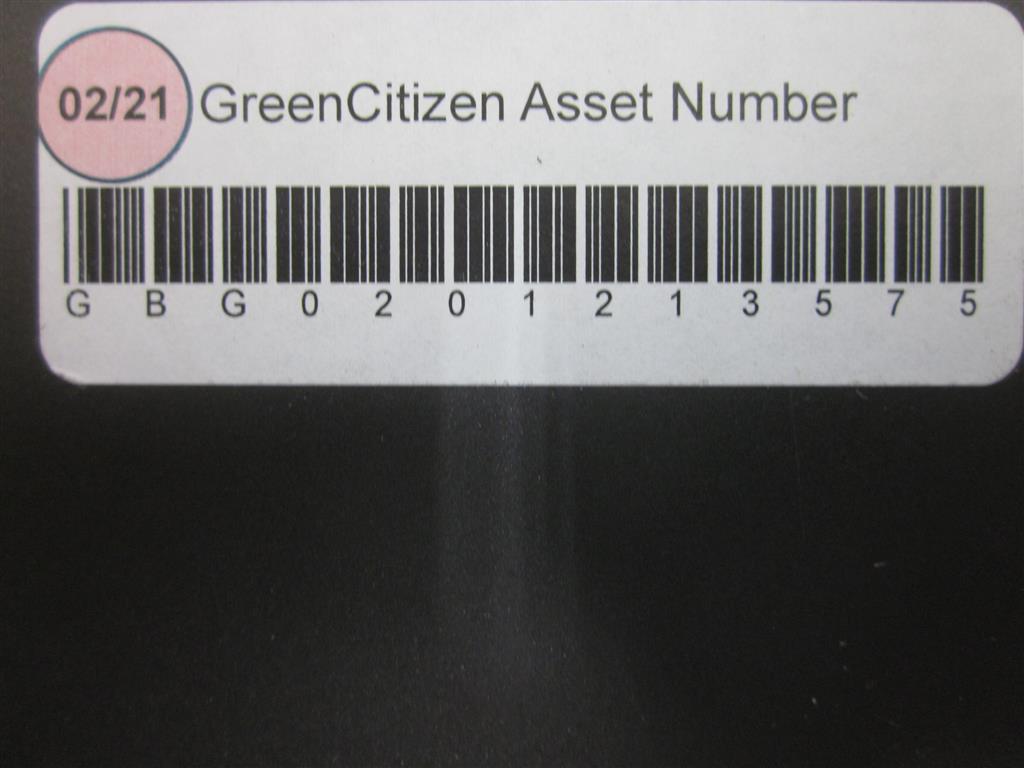 02/21 GreenCitizen Asset Number
G B G 0 2 0 1 2 1 3 5 7 5